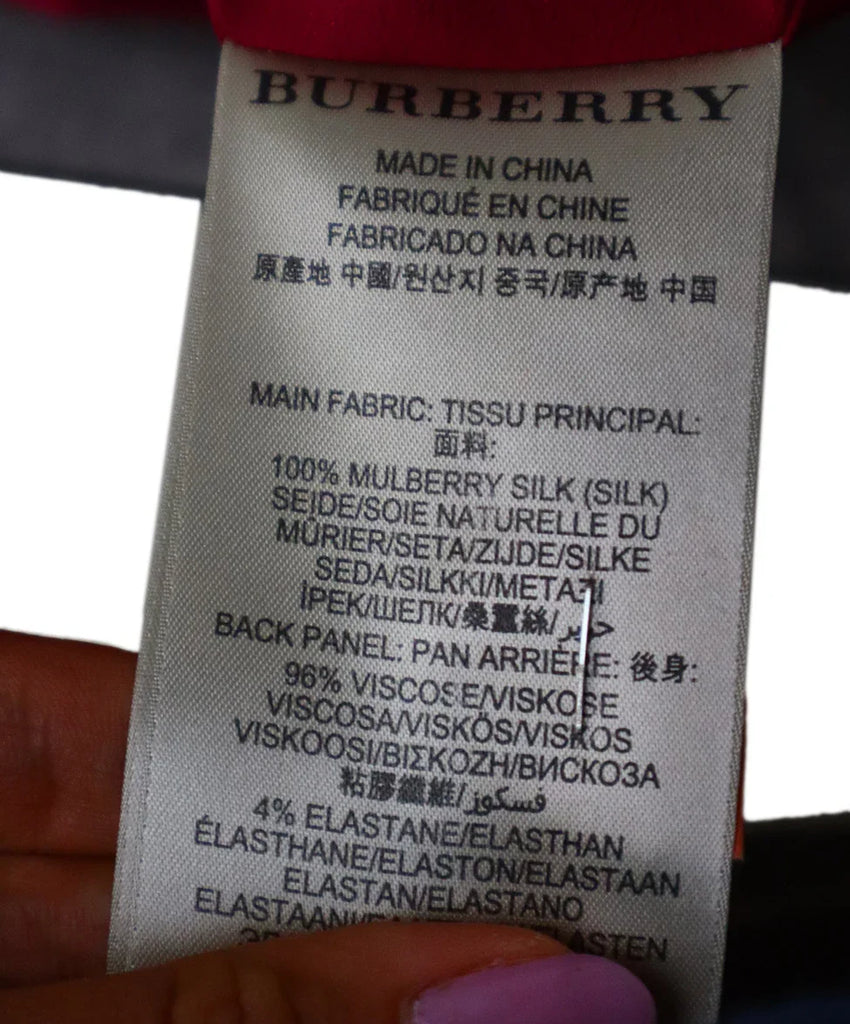 BURBERRY
MADE IN CHINA
FABRIQUÉ EN CHINE
FABRICADO NA CHINA
原產地 中國/원산지 중국/原产地 中国
MAIN FABRIC: TISSU PRINCIPAL:
面料:
100% MULBERRY SILK (SILK)
SEIDE/SOIE NATURELLE DU
MÛRIER/SETA/ZIJDE/SILKE
SEDA/SILKKI/ΜΕΤΑΞΙ
İPEK/ШЕЛК/桑蠶絲/حرير
BACK PANEL: PAN ARRIÈRE: 後身:
96% VISCOSE/VISKOSE
VISCOSA/VISKÓS/VISKOS
VISKOOSI/ΒΙΣΚΟΖΗ/ВИСКОЗА
粘膠纖維/فسكوز
4% ELASTANE/ELASTHAN
ÉLASTHANE/ELASTON/ELASTAAN
ELASTAN/ELASTANO
ELASTAANI/